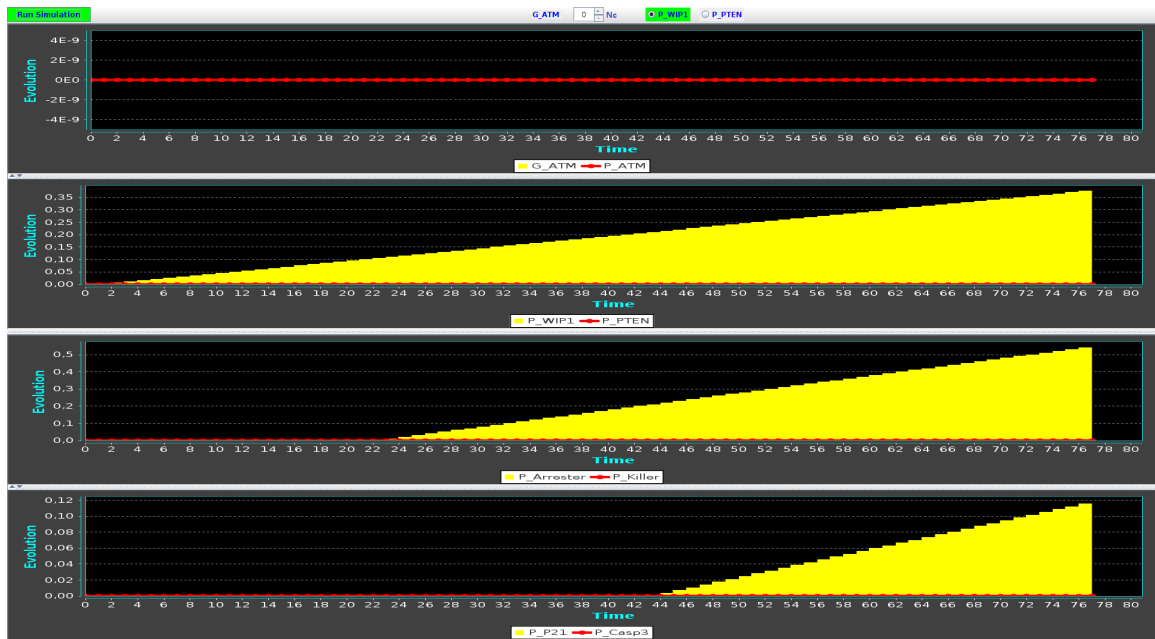 Run Simulation G_ATM 0 Nc P_WIP1 P_PTEN
4E-9
2E-9
0E0
-2E-9
-4E-9
Evolution
0 2 4 6 8 10 12 14 16 18 20 22 24 26 28 30 32 34 36 38 40 42 44 46 48 50 52 54 56 58 60 62 64 66 68 70 72 74 76 78 80
Time
G_ATM P_ATM
0.35
0.30
0.25
0.20
0.15
0.10
0.05
0.00
Evolution
0 2 4 6 8 10 12 14 16 18 20 22 24 26 28 30 32 34 36 38 40 42 44 46 48 50 52 54 56 58 60 62 64 66 68 70 72 74 76 78 80
Time
P_WIP1 P_PTEN
0.5
0.4
0.3
0.2
0.1
0.0
Evolution
0 2 4 6 8 10 12 14 16 18 20 22 24 26 28 30 32 34 36 38 40 42 44 46 48 50 52 54 56 58 60 62 64 66 68 70 72 74 76 78 80
Time
P_Arrester P_Killer
0.12
0.10
0.08
0.06
0.04
0.02
0.00
Evolution
0 2 4 6 8 10 12 14 16 18 20 22 24 26 28 30 32 34 36 38 40 42 44 46 48 50 52 54 56 58 60 62 64 66 68 70 72 74 76 78 80
Time
P_P21 P_Casp3